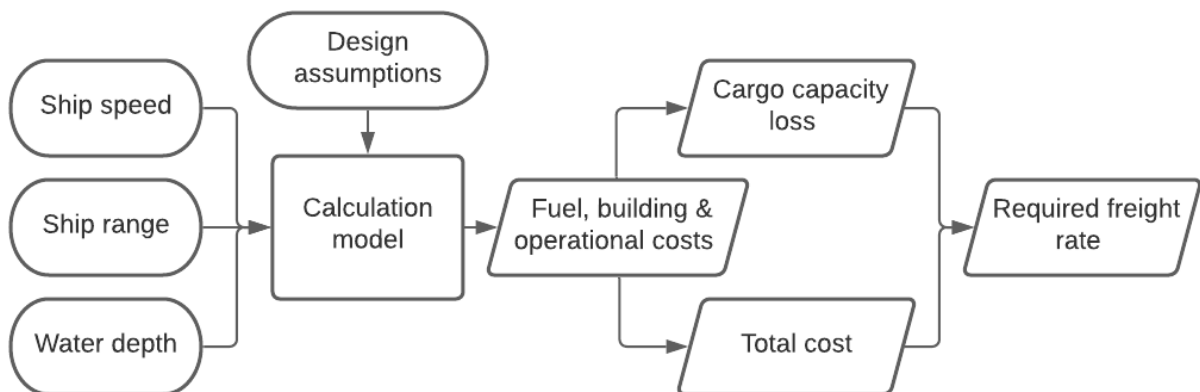 Design
assumptions
Ship speed
Ship range
Water depth
Calculation
model
Fuel, building &
operational costs
Cargo capacity
loss
Total cost
Required freight
rate